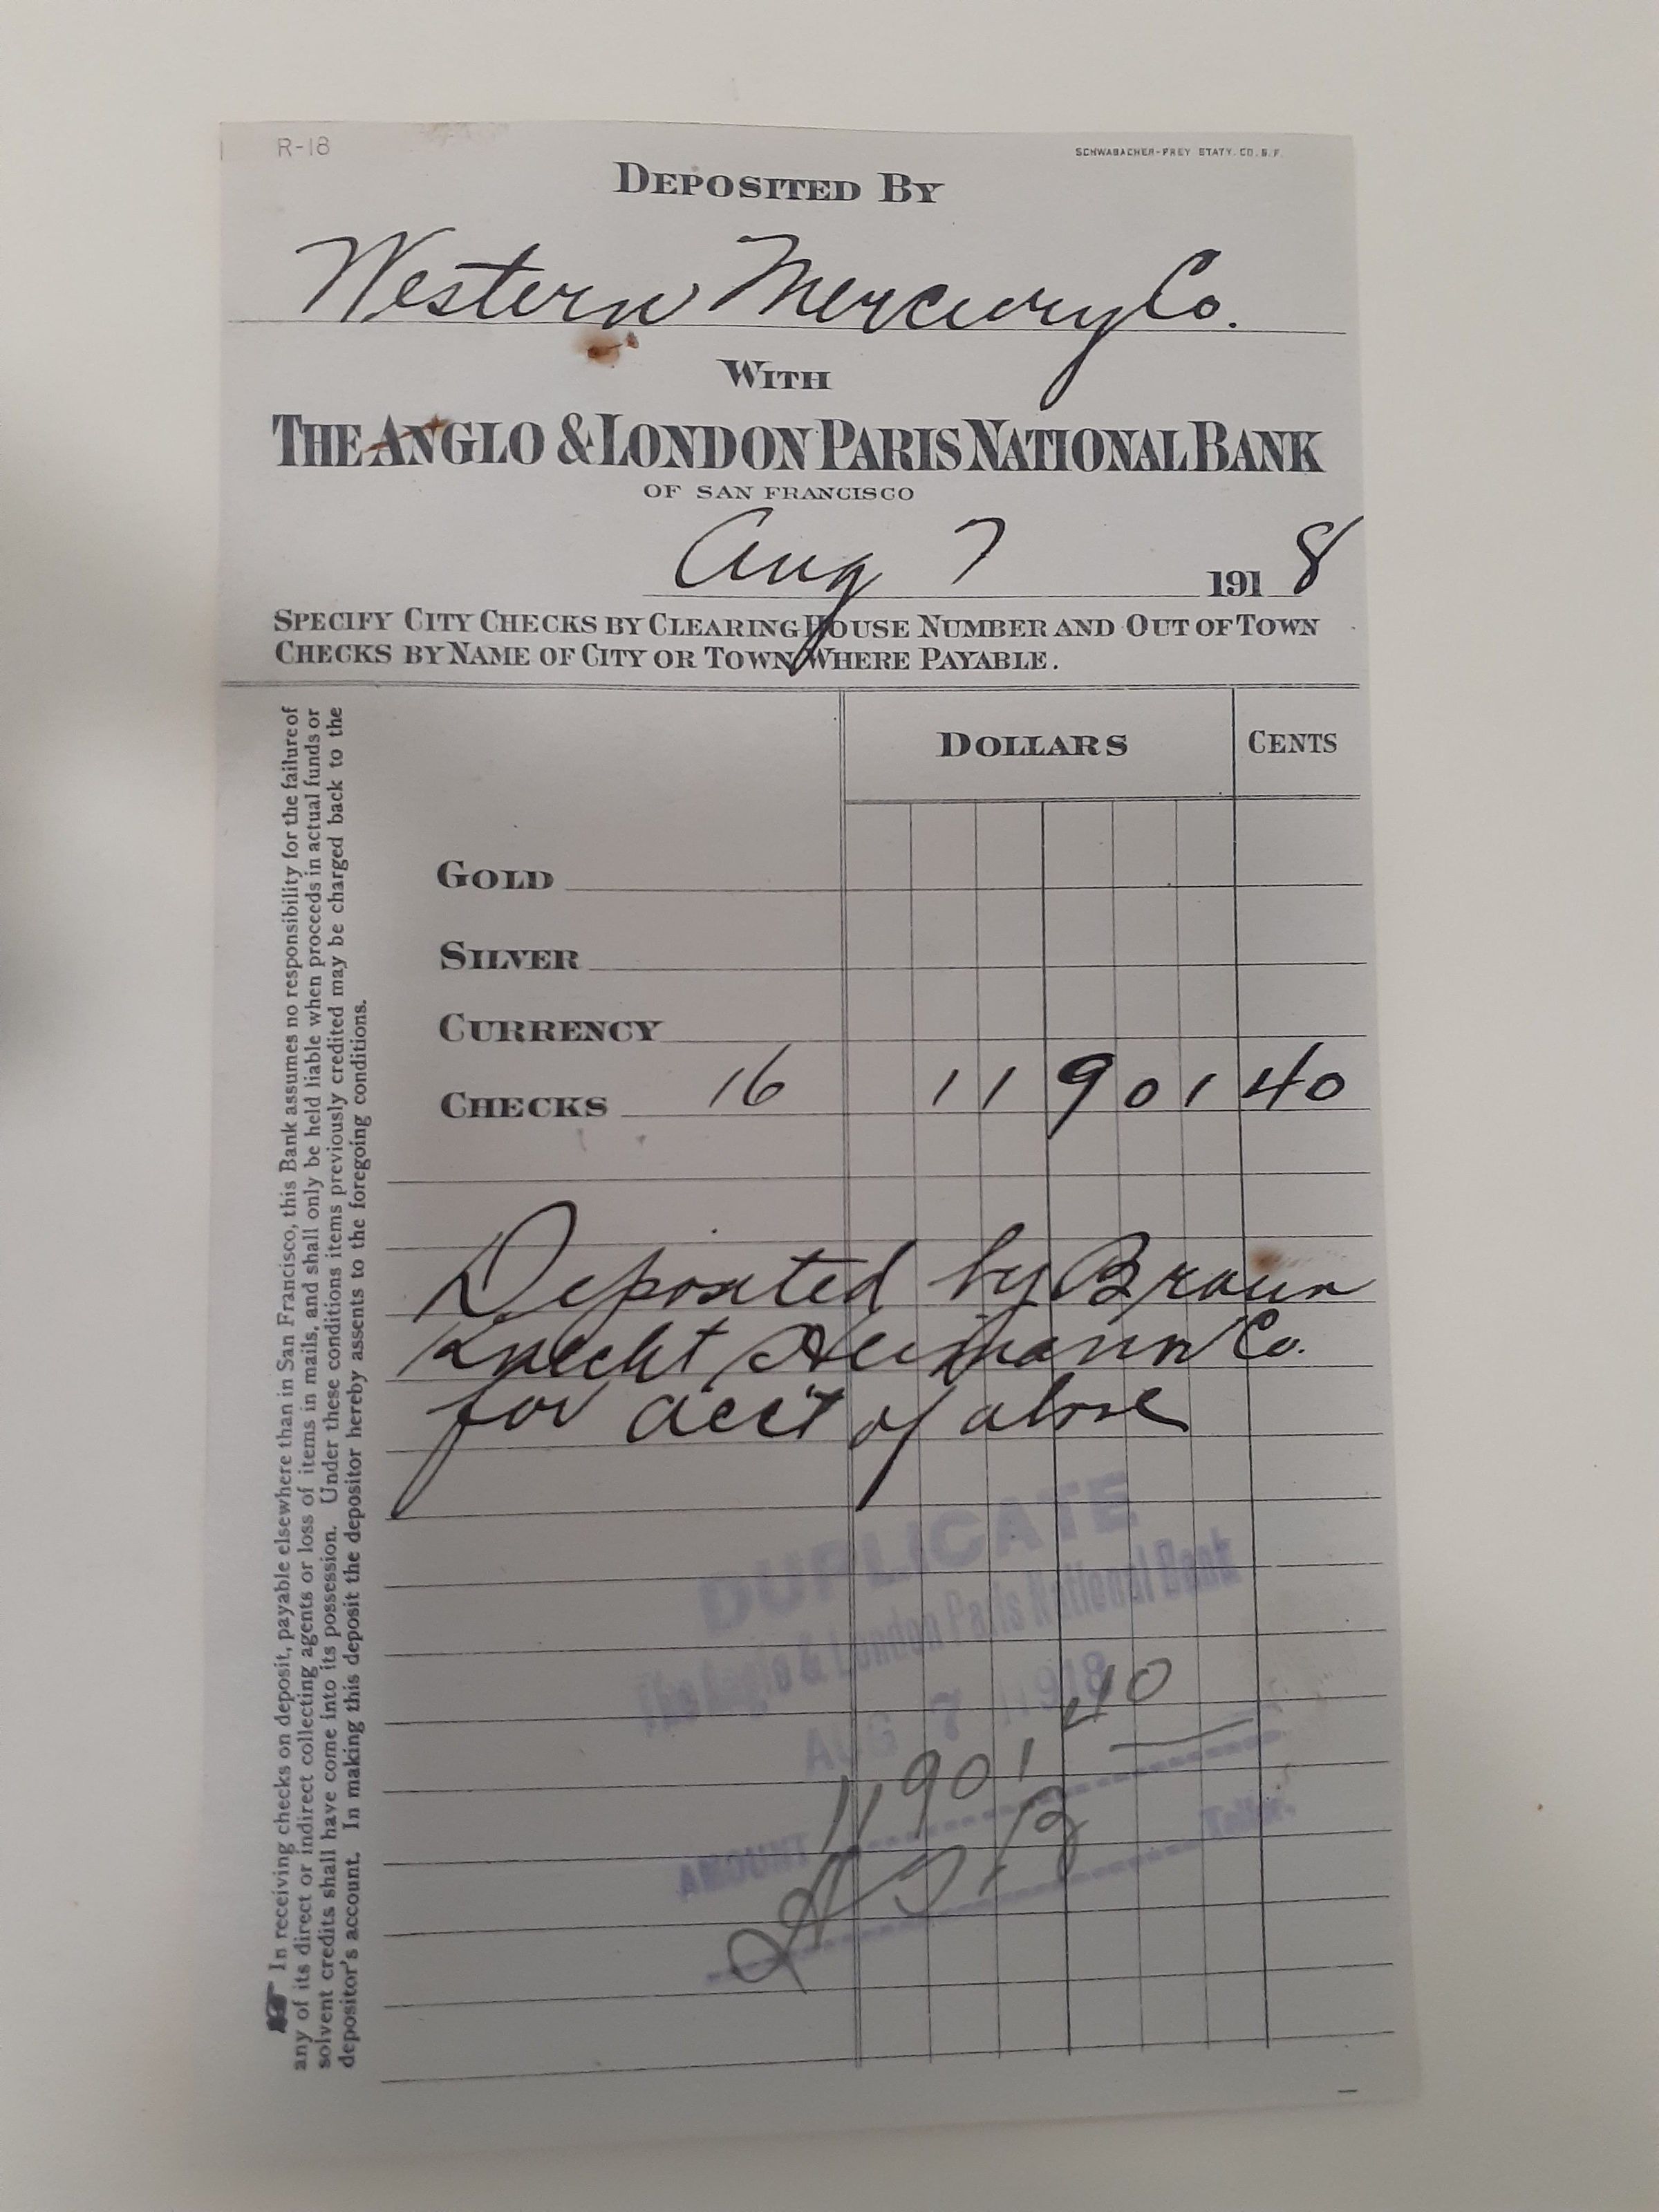 R-18
SCHWABACHER-FREY STATY. CO. S.F.
DEPOSITED BY
Western Mercury Co.
WITH
THE ANGLO & LONDON PARIS NATIONAL BANK
OF SAN FRANCISCO
Aug 7 1918
SPECIFY CITY CHECKS BY CLEARING HOUSE NUMBER AND OUT OF TOWN
CHECKS BY NAME OF CITY OR TOWN WHERE PAYABLE.
DOLLARS CENTS
GOLD
SILVER
CURRENCY
CHECKS 16 11901 40
Deposited by Braun
Knecht Heimann Co.
for acc't of above
DUPLICATE
The Anglo & London Paris National Bank
AUG 7 1918
AMOUNT 11901 40
Teller.
In receiving checks on deposit, payable elsewhere than in San Francisco, this Bank assumes no responsibility for the failure of
any of its direct or indirect collecting agents or loss of items in mails, and shall only be held liable when proceeds in actual funds or
solvent credits shall have come into its possession. Under these conditions items previously credited may be charged back to the
depositor's account. In making this deposit the depositor hereby assents to the foregoing conditions.